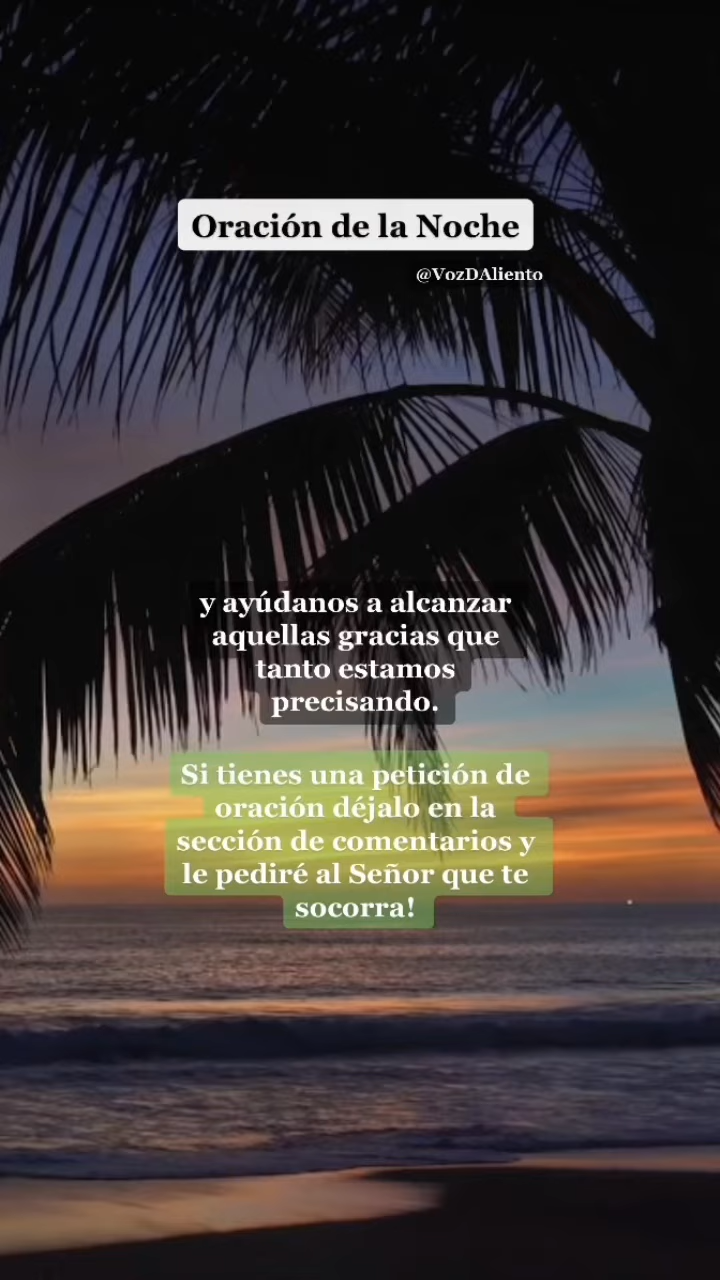 Oración de la Noche
@VozDAliento
y ayúdanos a alcanzar
aquellas gracias que
tanto estamos
precisando.
Si tienes una petición de
oración déjalo en la
sección de comentarios y
le pediré al Señor que te
socorra!